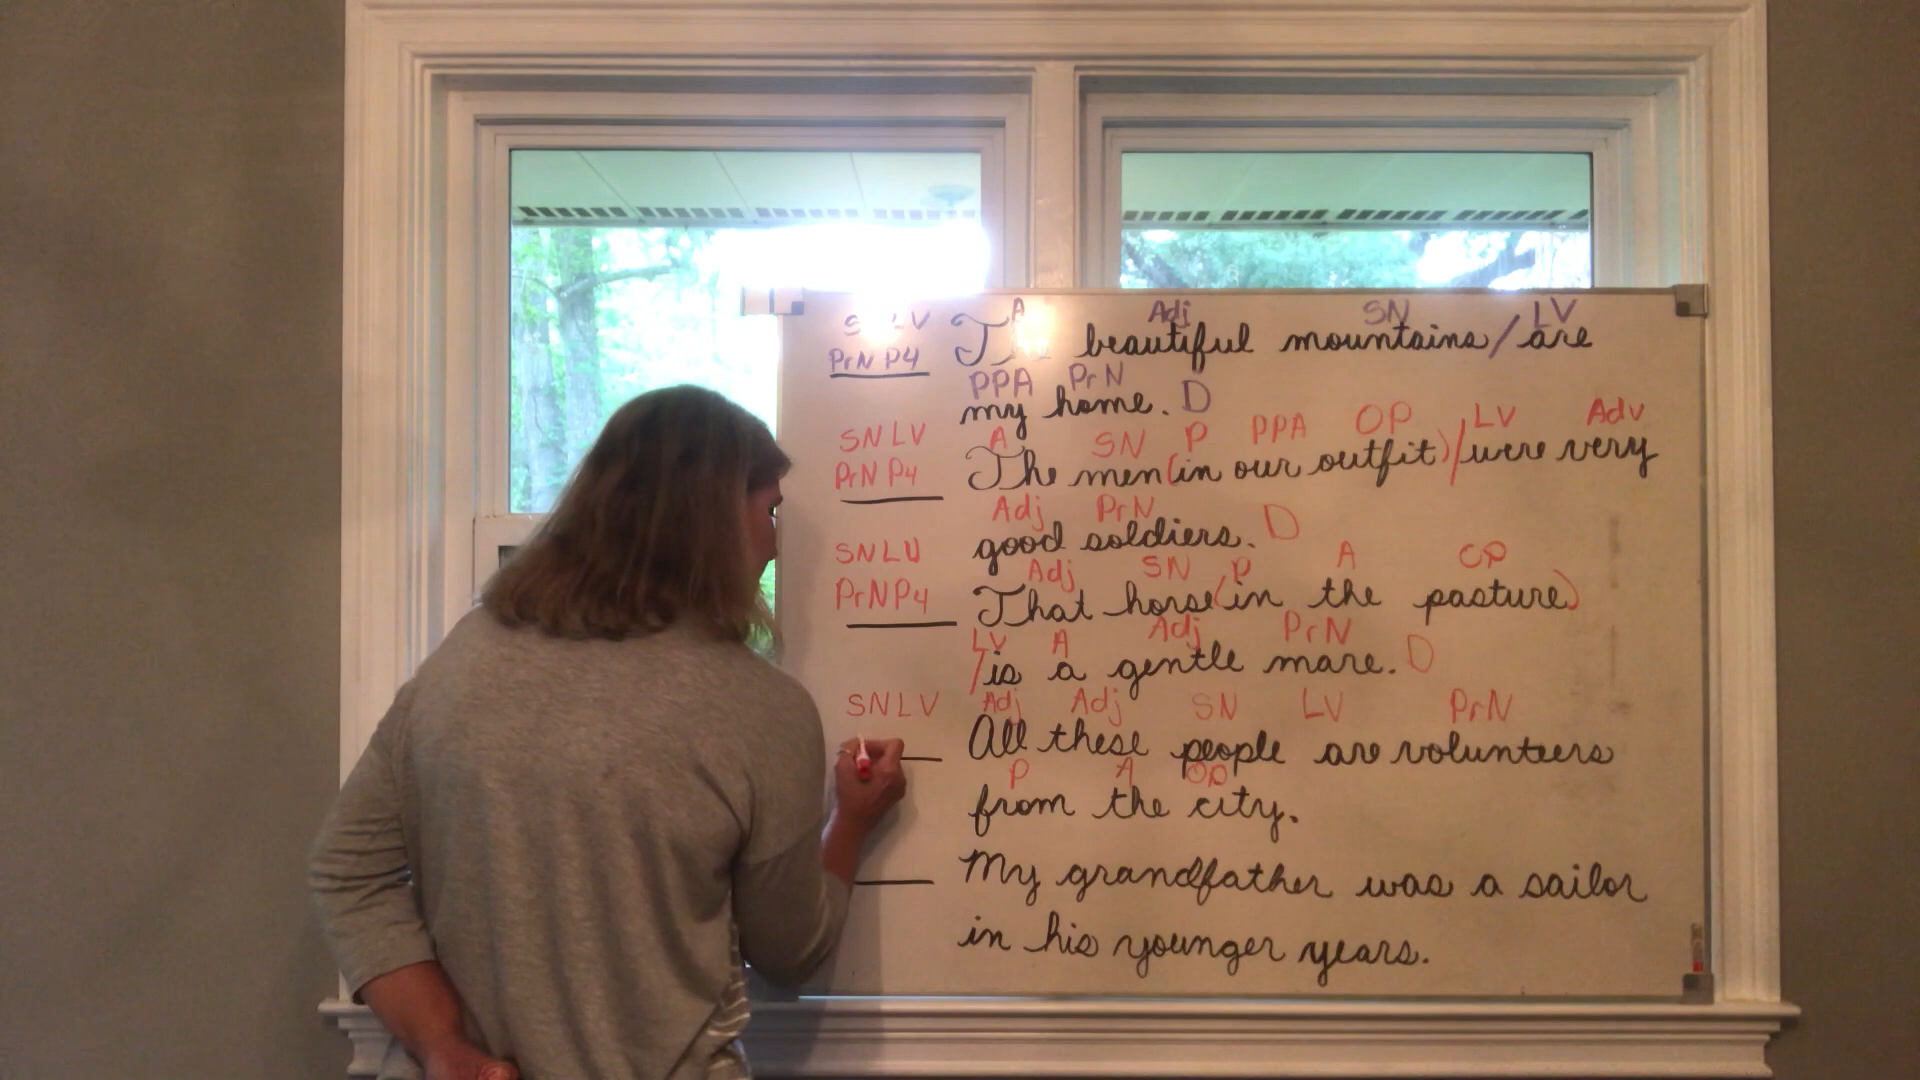 A Adj SN LV
S LV beautiful mountains / are
PrN P4
PPA PrN
my home. D
SN LV A SN P PPA OP LV Adv
PrN P4 The men (in our outfit) / were very
Adj PrN
good soldiers. D
SN LV Adj SN P A OP
PrN P4 That horse (in the pasture)
LV A Adj PrN
/ is a gentle mare. D
SN LV Adj Adj SN LV PrN
All these people are volunteers
P A OP
from the city.
My grandfather was a sailor
in his younger years.